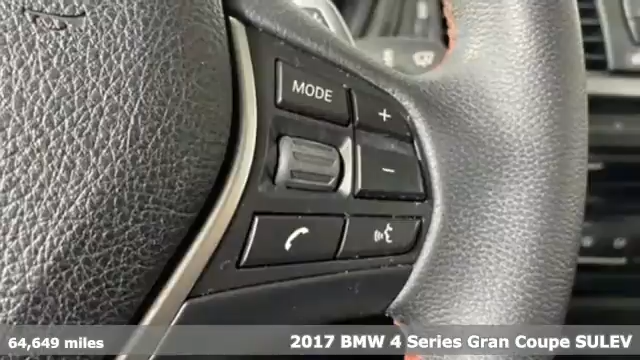 MODE
+
-
64,649 miles
2017 BMW 4 Series Gran Coupe SULEV